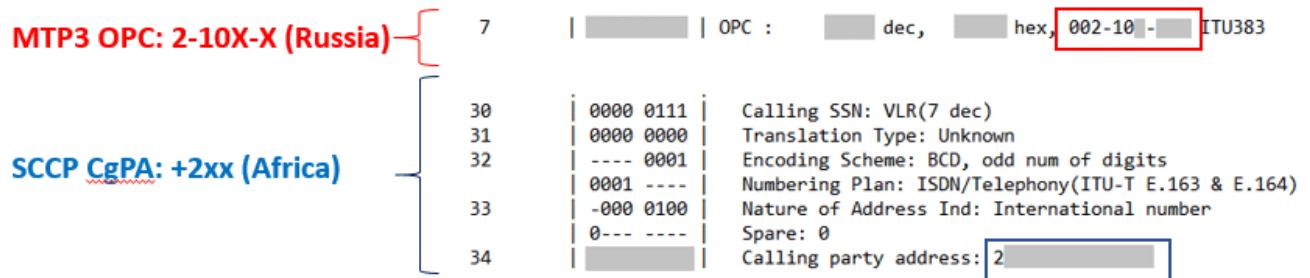 MTP3 OPC: 2-10X-X (Russia)
7 | | OPC : dec, hex, 002-10 - ITU383
SCCP CgPA: +2xx (Africa)
30 | 0000 0111 | Calling SSN: VLR(7 dec)
31 | 0000 0000 | Translation Type: Unknown
32 | ---- 0001 | Encoding Scheme: BCD, odd num of digits
| 0001 ---- | Numbering Plan: ISDN/Telephony(ITU-T E.163 & E.164)
33 | -000 0100 | Nature of Address Ind: International number
| 0--- ---- | Spare: 0
34 | | Calling party address: 2